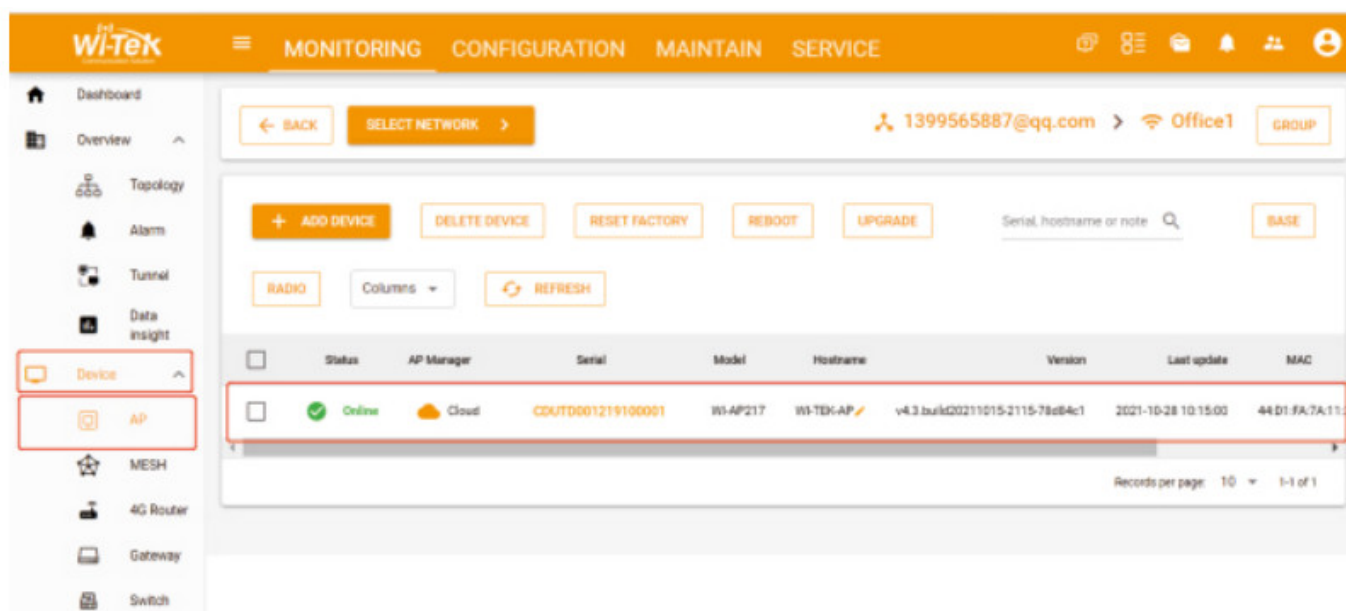 Wi-Tek
MONITORING CONFIGURATION MAINTAIN SERVICE
Dashboard
Overview
Topology
Alarm
Tunnel
Data
insight
Device
AP
MESH
4G Router
Gateway
Switch
BACK SELECT NETWORK 1399565887@qq.com Office1 GROUP
ADD DEVICE DELETE DEVICE RESET FACTORY REBOOT UPGRADE Serial, hostname or note BASE
RADIO Columns REFRESH
Status AP Manager Serial Model Hostname Version Last update MAC
Online Cloud CDUTD001219100001 WI-AP217 WI-TEK-AP v4.3.build20211015-2115-78d84c1 2021-10-28 10:15:00 44:D1:FA:7A:11:
Records per page: 10 1-1 of 1